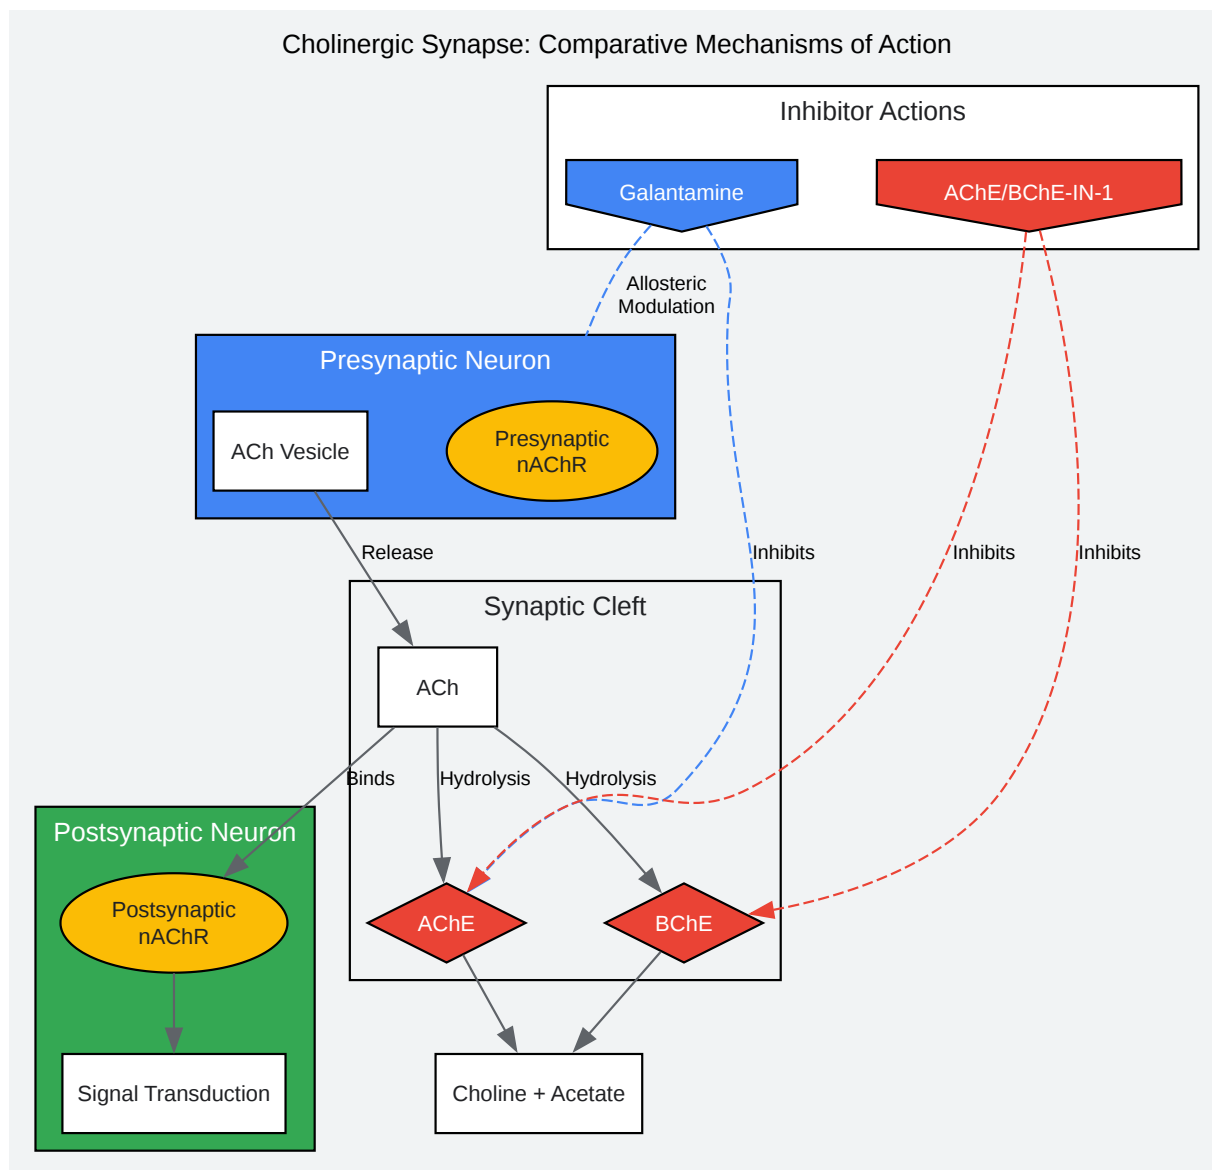 Cholinergic Synapse: Comparative Mechanisms of Action
Inhibitor Actions
Galantamine
AChE/BChE-IN-1
Allosteric
Modulation
Presynaptic Neuron
ACh Vesicle
Presynaptic
nAChR
Release
Inhibits
Inhibits
Inhibits
Synaptic Cleft
ACh
Binds
Hydrolysis
Hydrolysis
Postsynaptic Neuron
Postsynaptic
nAChR
AChE
BChE
Signal Transduction
Choline + Acetate